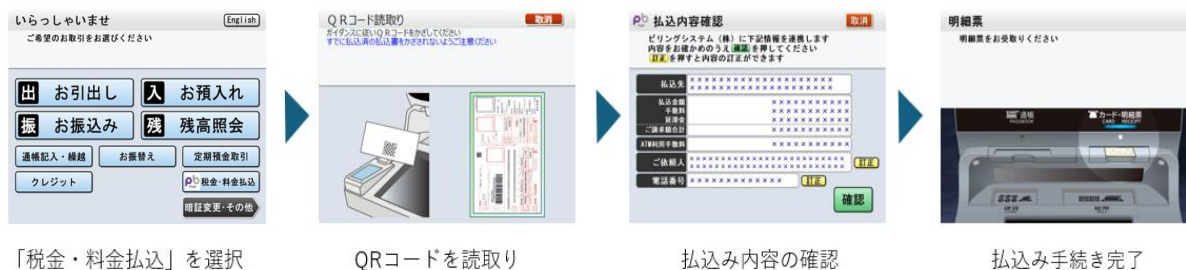 いらっしゃいませ
English
ご希望のお取引をお選びください
出 お引出し
入 お預入れ
振 お振込み
残 残高照会
通帳記入・繰越
お振替え
定期預金取引
クレジット
pb 税金・料金払込
暗証変更・その他
「税金・料金払込」を選択
QRコード読取り
取消
ガイダンスに従いQRコードをかざしてください
すでに払込済の払込書をかざされないようご注意ください
QRコードを読取り
pb 払込内容確認
取消
ビリングシステム（株）に下記情報を連携します
内容をお確かめのうえ 確認 を押してください
訂正 を押すと内容の訂正ができます
払込先 ××××××××××××××××××××
××××××××××××××××××××
払込金額 ××××××××××
手数料 ××××××××××
延滞金 ××××××××××
ご請求額合計 ××××××××××
ATM利用手数料 ××××××××××
ご依頼人 ××××××××××××××××××××
××××××××××××××××××××
訂正
電話番号 ×××××××××××××
訂正
確認
払込み内容の確認
明細票
明細票をお受取りください
通帳
PASSBOOK
カード・明細票
CARD RECEIPT
払込み手続き完了